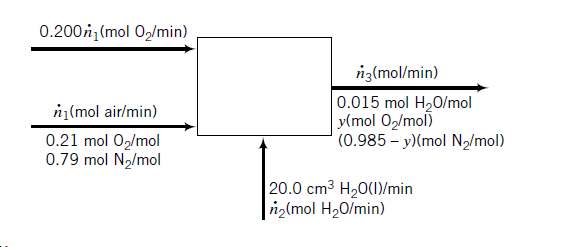 0.200ṅ₁(mol O₂/min)
ṅ₃(mol/min)
0.015 mol H₂O/mol
y(mol O₂/mol)
(0.985 – y)(mol N₂/mol)
ṅ₁(mol air/min)
0.21 mol O₂/mol
0.79 mol N₂/mol
20.0 cm³ H₂O(l)/min
ṅ₂(mol H₂O/min)